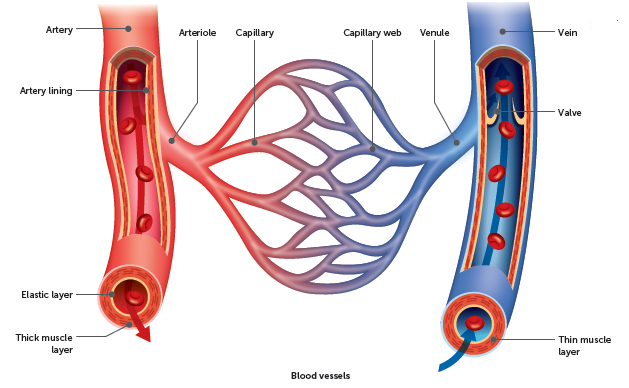 Artery
Arteriole
Capillary
Capillary web
Venule
Vein
Artery lining
Valve
Elastic layer
Thick muscle
layer
Thin muscle
layer
Blood vessels